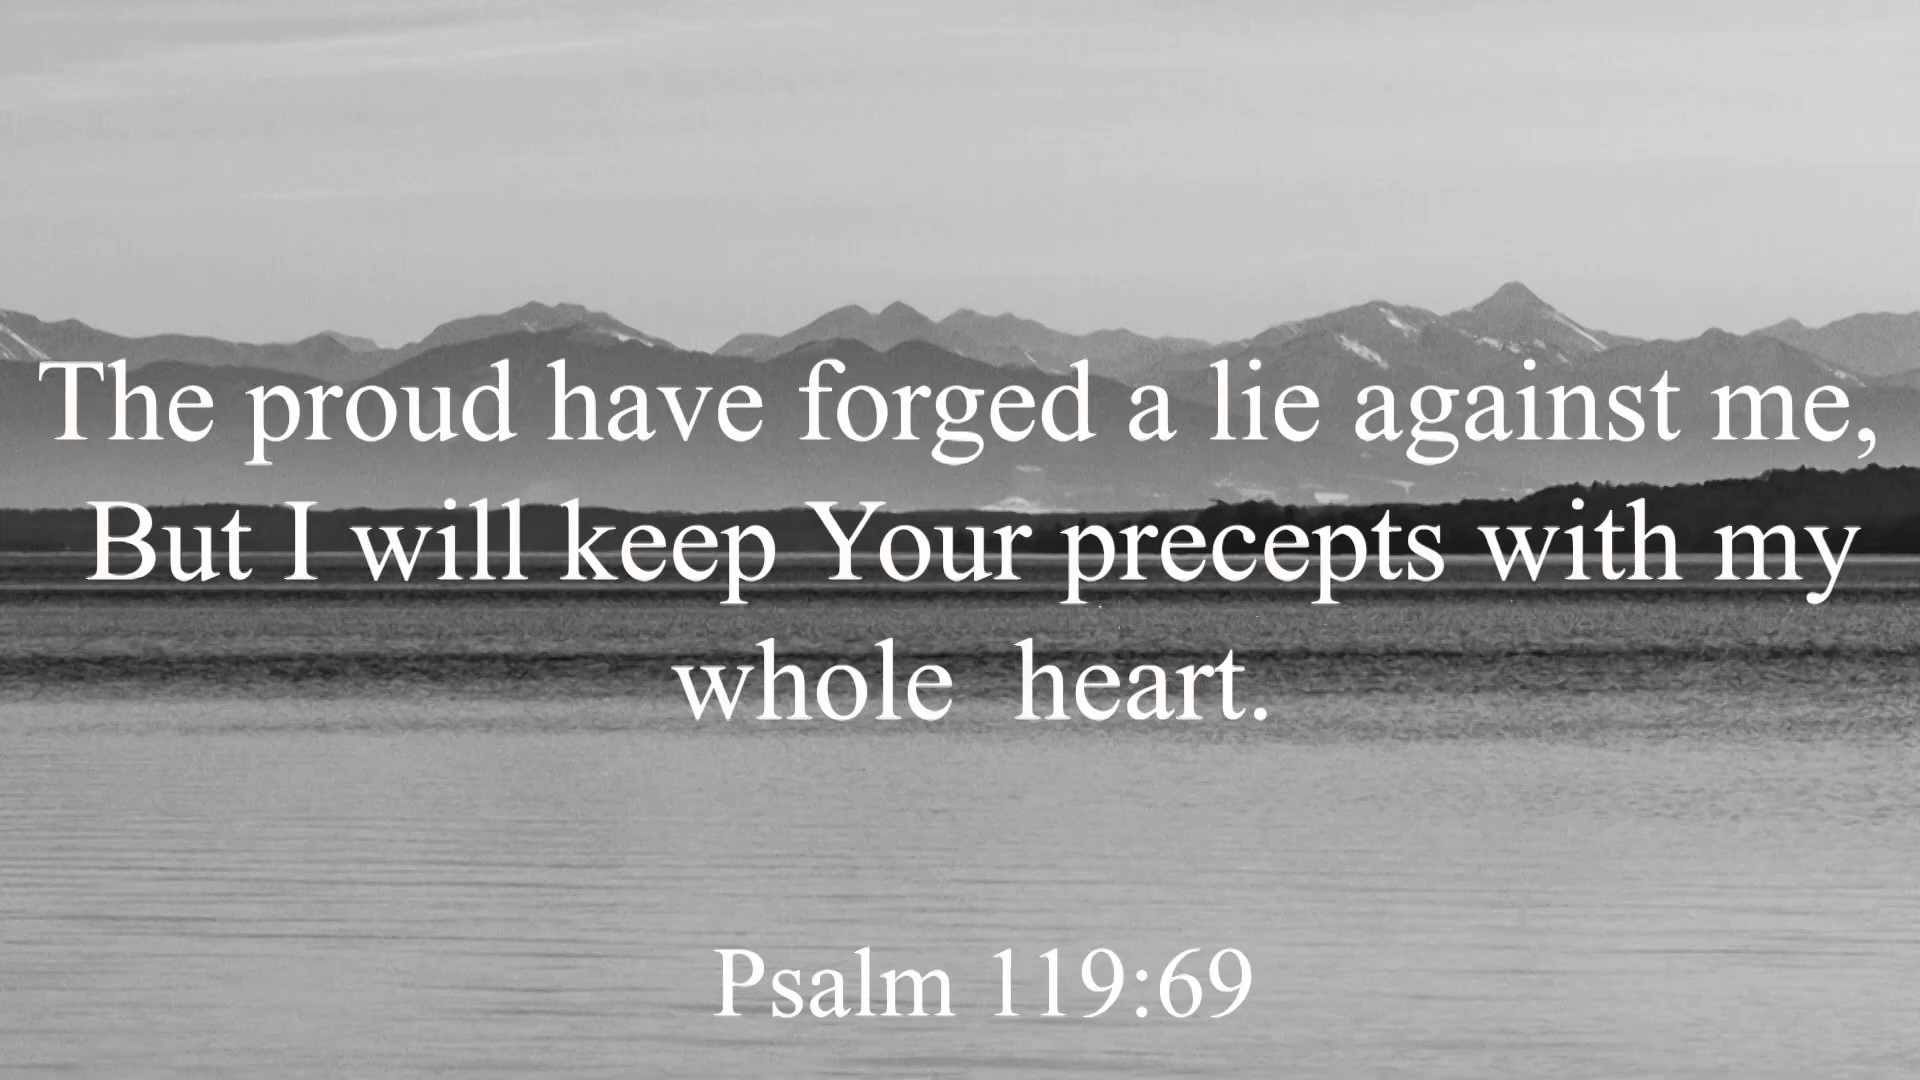 The proud have forged a lie against me,
But I will keep Your precepts with my
whole  heart.
Psalm 119:69